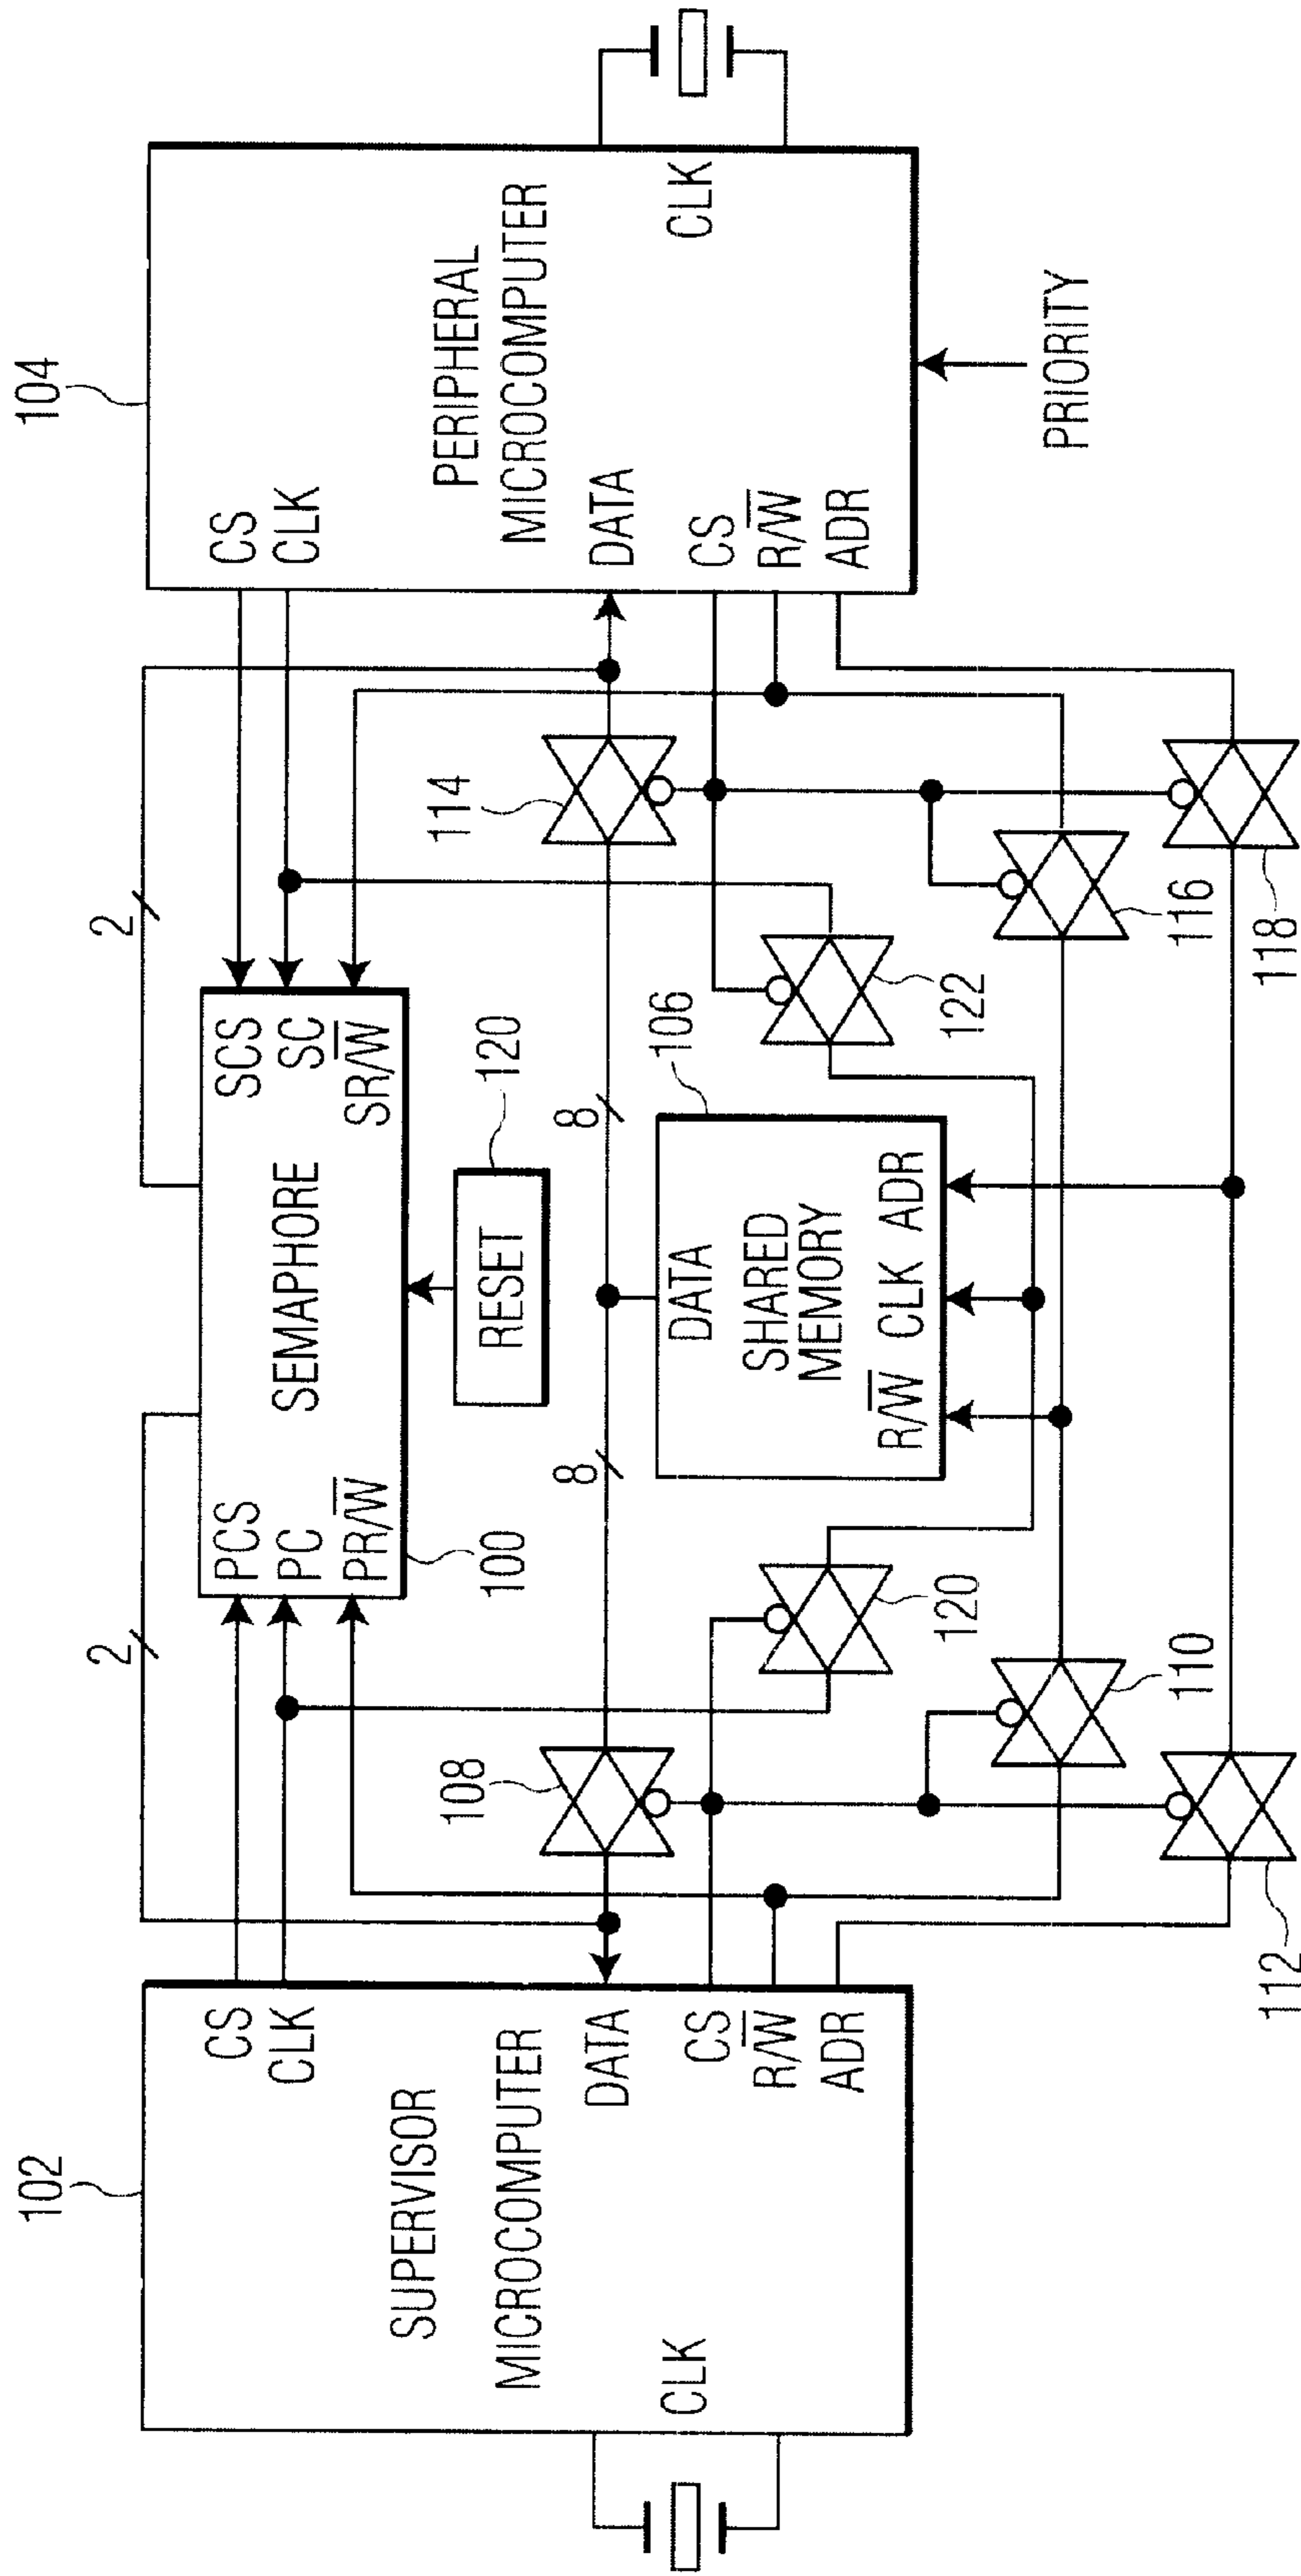 102
SUPERVISOR
MICROCOMPUTER
CLK
CS
CLK
DATA
CS
R/W̅
ADR
2
PCS
PC
PR/W̅
SEMAPHORE
SCS
SC
SR/W̅
100
RESET
120
2
104
PERIPHERAL
MICROCOMPUTER
CS
CLK
DATA
CS
R/W̅
ADR
CLK
PRIORITY
108
8
8
114
DATA
SHARED
MEMORY
R/W̅ CLK ADR
106
120
122
110
116
112
118